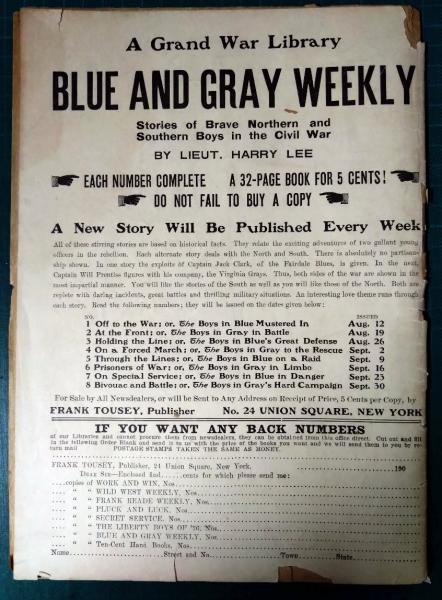 A Grand War Library
BLUE AND GRAY WEEKLY
Stories of Brave Northern and
Southern Boys in the Civil War
BY LIEUT. HARRY LEE
EACH NUMBER COMPLETE A 32-PAGE BOOK FOR 5 CENTS!
DO NOT FAIL TO BUY A COPY
A New Story Will Be Published Every Week
All of these stirring stories are based on historical facts. They relate the exciting adventures of two gallant young
officers in the rebellion. Each alternate story deals with the North and South. There is absolutely no partisan-
ship shown. In one story the exploits of Captain Jack Clark, of the Fairdale Blues, is given. In the next,
Captain Will Prentiss figures with his company, the Virginia Grays. Thus, both sides of the war are shown in the
most impartial manner. You will like the stories of the South as well as you will like those of the North. Both are
replete with daring incidents, great battles and thrilling military situations. An interesting love theme runs through
each story. Read the following numbers; they will be issued on the dates given below:
NO. ISSUED
1 Off to the War; or, The Boys in Blue Mustered In Aug. 12
2 At the Front; or, The Boys in Gray in Battle Aug. 19
3 Holding the Line; or, The Boys in Blue's Great Defense Aug. 26
4 On a Forced March; or, The Boys in Gray to the Rescue Sept. 2
5 Through the Lines; or, The Boys in Blue on a Raid Sept. 9
6 Prisoners of War; or, The Boys in Gray in Limbo Sept. 16
7 On Special Service; or, The Boys in Blue in Danger Sept. 23
8 Bivouac and Battle; or, The Boys in Gray's Hard Campaign Sept. 30
For Sale by All Newsdealers, or will be Sent to Any Address on Receipt of Price, 5 Cents per Copy, by
FRANK TOUSEY, Publisher No. 24 UNION SQUARE, NEW YORK
IF YOU WANT ANY BACK NUMBERS
of our Libraries and cannot procure them from newsdealers, they can be obtained from this office direct. Cut out and fill
in the following Order Blank and send it to us with the price of the books you want and we will send them to you by re-
turn mail POSTAGE STAMPS TAKEN THE SAME AS MONEY.
FRANK TOUSEY, Publisher, 24 Union Square, New York. 190
DEAR SIR—Enclosed find......cents for which please send me:
....copies of WORK AND WIN, Nos
.... " " WILD WEST WEEKLY, Nos
.... " " FRANK READE WEEKLY, Nos
.... " " PLUCK AND LUCK, Nos
.... " " SECRET SERVICE, Nos
.... " " THE LIBERTY BOYS OF '76, Nos
.... " " BLUE AND GRAY WEEKLY, Nos
.... " " Ten-Cent Hand Books, Nos
Name Street and No Town State